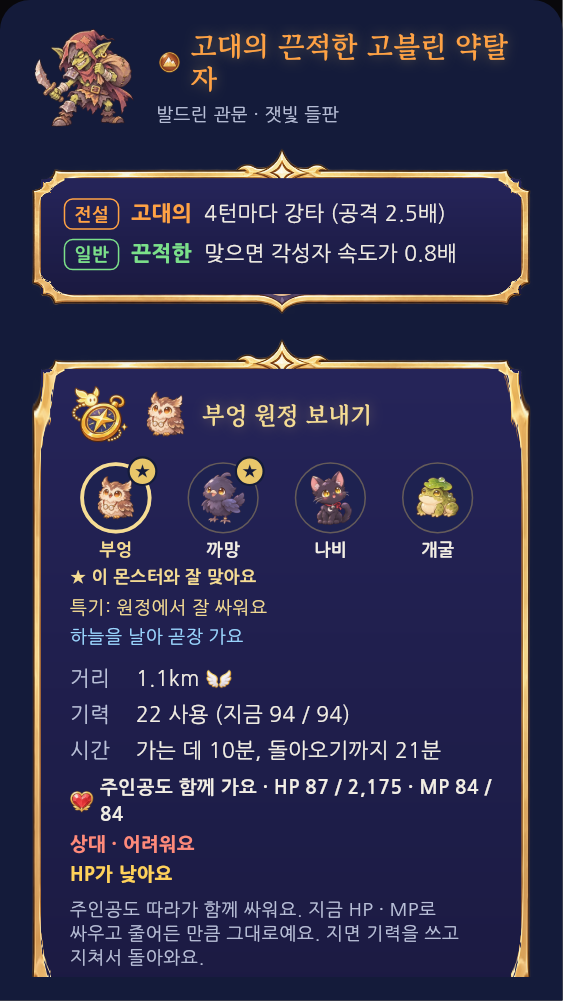 고대의 끈적한 고블린 약탈
자
발드린 관문 · 잿빛 들판
전설 고대의 4턴마다 강타 (공격 2.5배)
일반 끈적한 맞으면 각성자 속도가 0.8배
부엉 원정 보내기
★ ★
부엉 까망 나비 개굴
★ 이 몬스터와 잘 맞아요
특기: 원정에서 잘 싸워요
하늘을 날아 곧장 가요
거리 1.1km
기력 22 사용 (지금 94 / 94)
시간 가는 데 10분, 돌아오기까지 21분
주인공도 함께 가요 · HP 87 / 2,175 · MP 84 /
84
상대 · 어려워요
HP가 낮아요
주인공도 따라가 함께 싸워요. 지금 HP · MP로
싸우고 줄어든 만큼 그대로예요. 지면 기력을 쓰고
지쳐서 돌아와요.